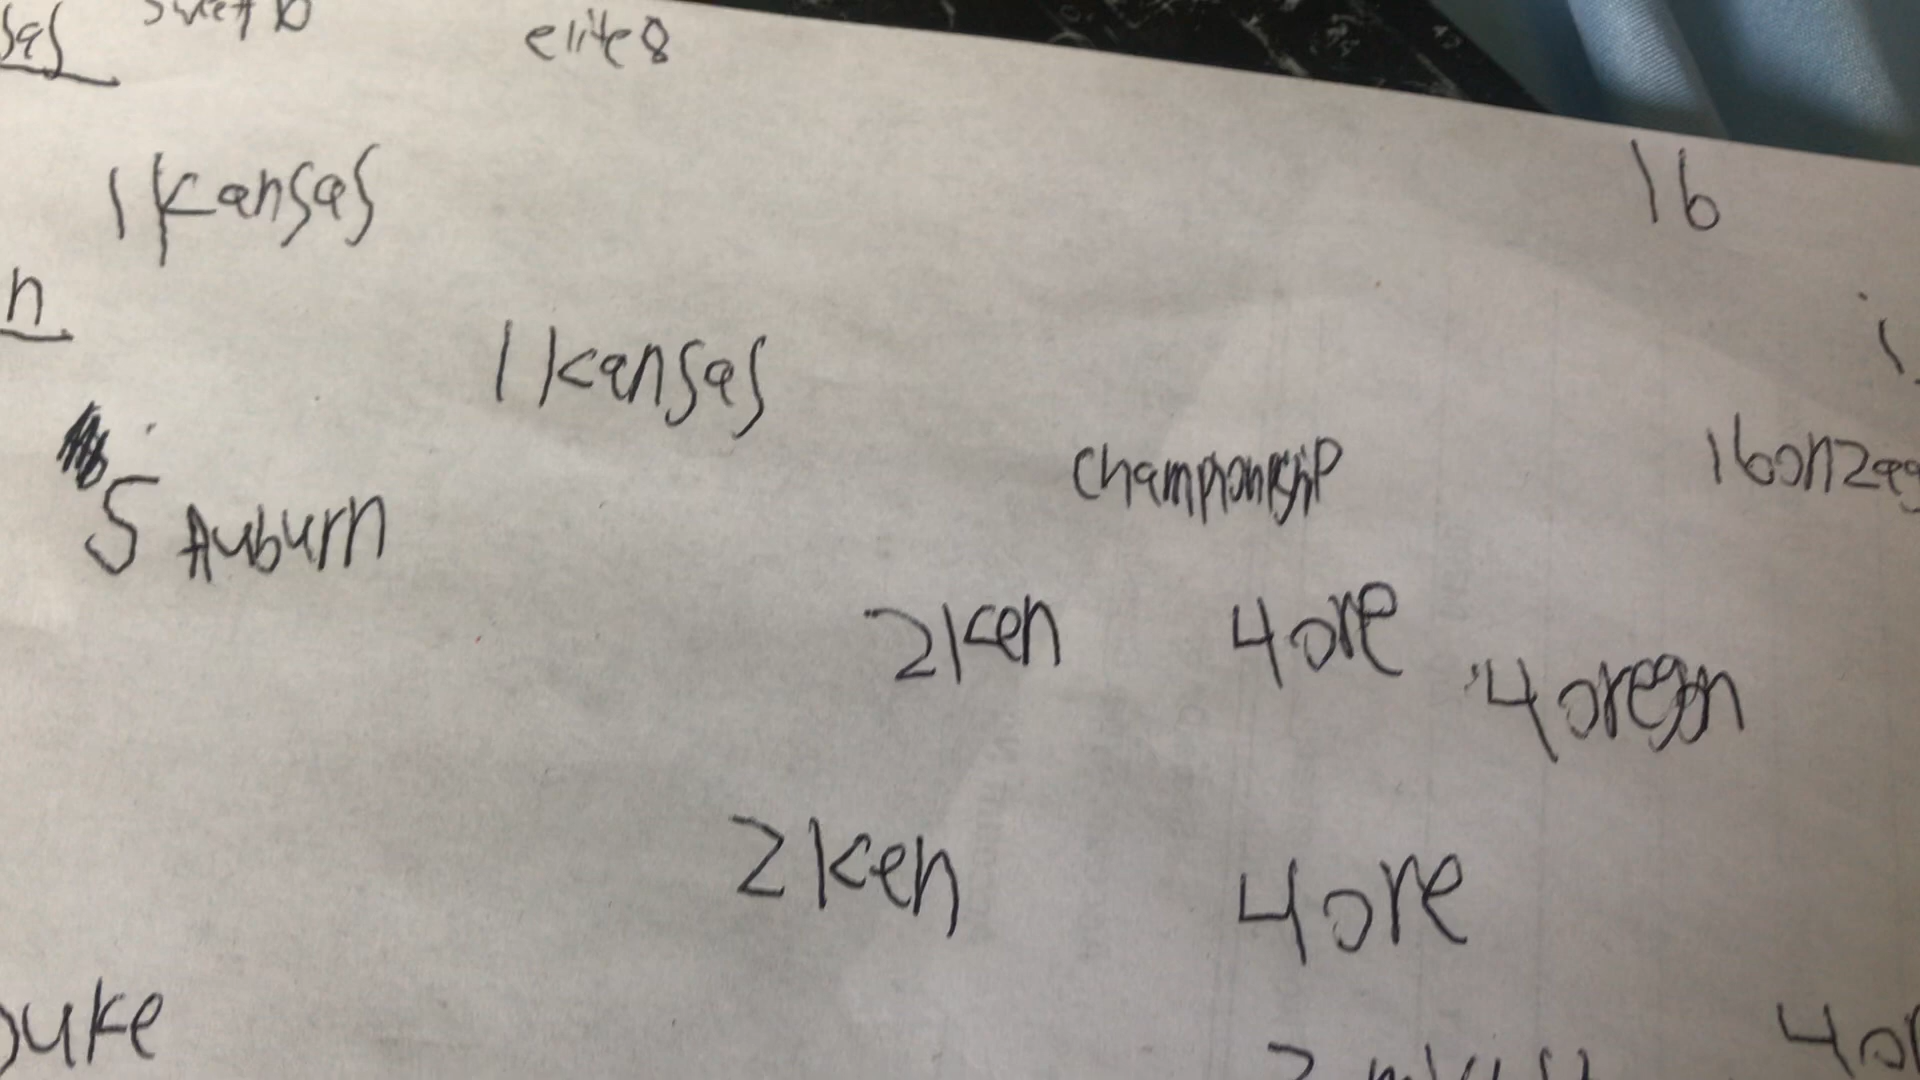 sweet 16
elite 8
1 Kansas
16
n
1 Kansas
championship
5 Auburn
2 ken
4 ore
4 oregon
2 ken
4 ore
Duke